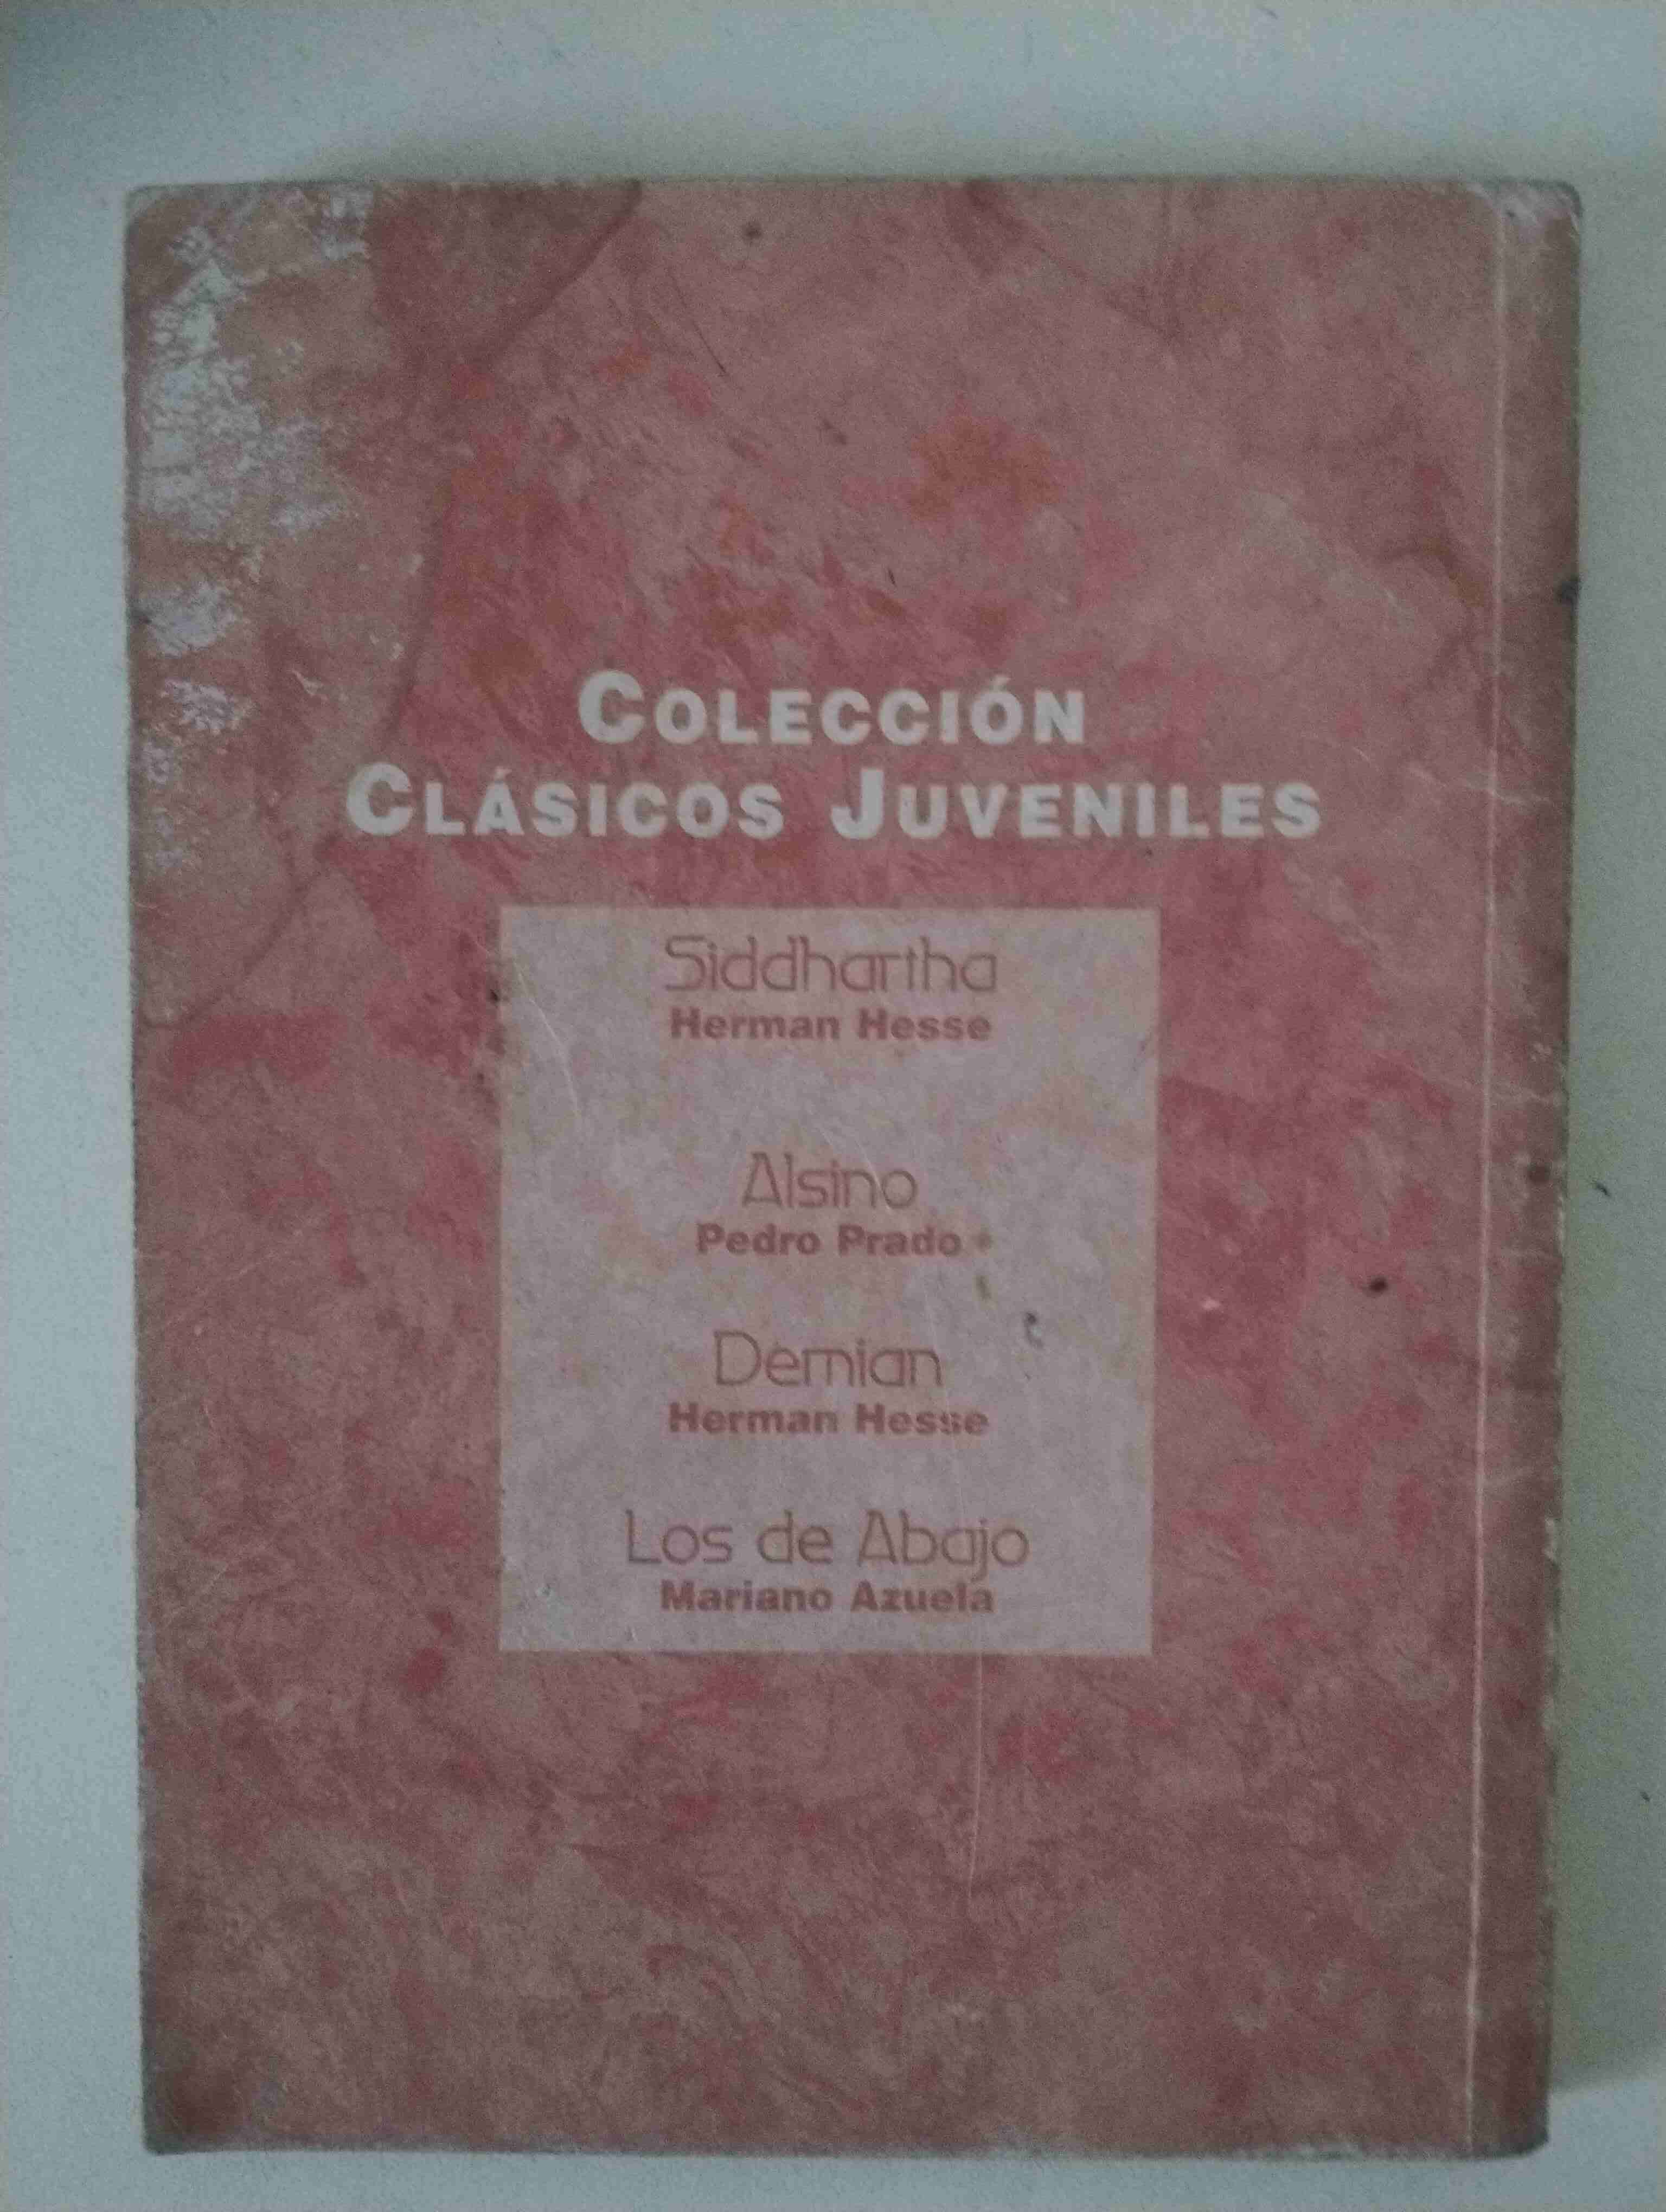 COLECCIÓN
CLÁSICOS JUVENILES
Siddhartha
Herman Hesse
Alsino
Pedro Prado
Demian
Herman Hesse
Los de Abajo
Mariano Azuela